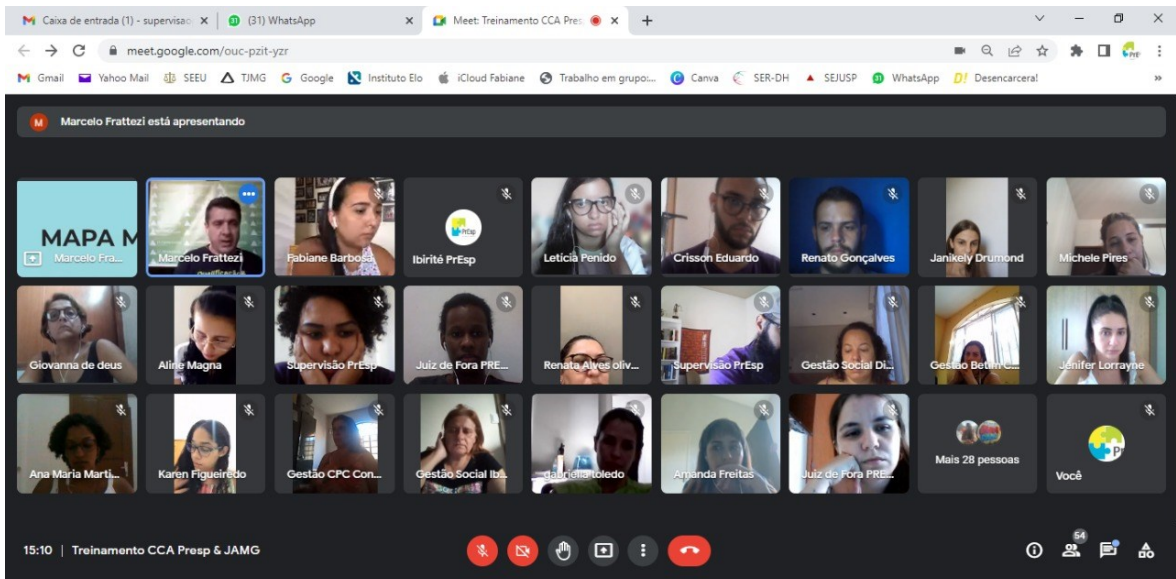 Caixa de entrada (1) - supervisao
(31) WhatsApp
Meet: Treinamento CCA Pres
meet.google.com/ouc-pzit-yzr
Gmail
Yahoo Mail
SEEU
TJMG
Google
Instituto Elo
iCloud Fabiane
Trabalho em grupo:...
Canva
SER-DH
SEJUSP
WhatsApp
Desencarcera!
M
Marcelo Frattezi está apresentando
MAPA M
Marcelo Fra...
Marcelo Frattezi
qualificação
Fabiane Barbosa
PrEsp
Ibirité PrEsp
Letícia Penido
Crisson Eduardo
Renato Gonçalves
Janikely Drumond
Michele Pires
Giovanna de deus
Aline Magna
Supervisão PrEsp
Juiz de Fora PRE...
Renata Alves oliv...
Supervisão PrEsp
Gestão Social Di...
Gestão Betim C...
Jenifer Lorrayne
Ana Maria Marti...
Karen Figueiredo
Gestão CPC Con...
Gestão Social Ib...
gabriella toledo
Amanda Freitas
Juiz de Fora PRE...
Mais 28 pessoas
Você
15:10 | Treinamento CCA Presp & JAMG
54